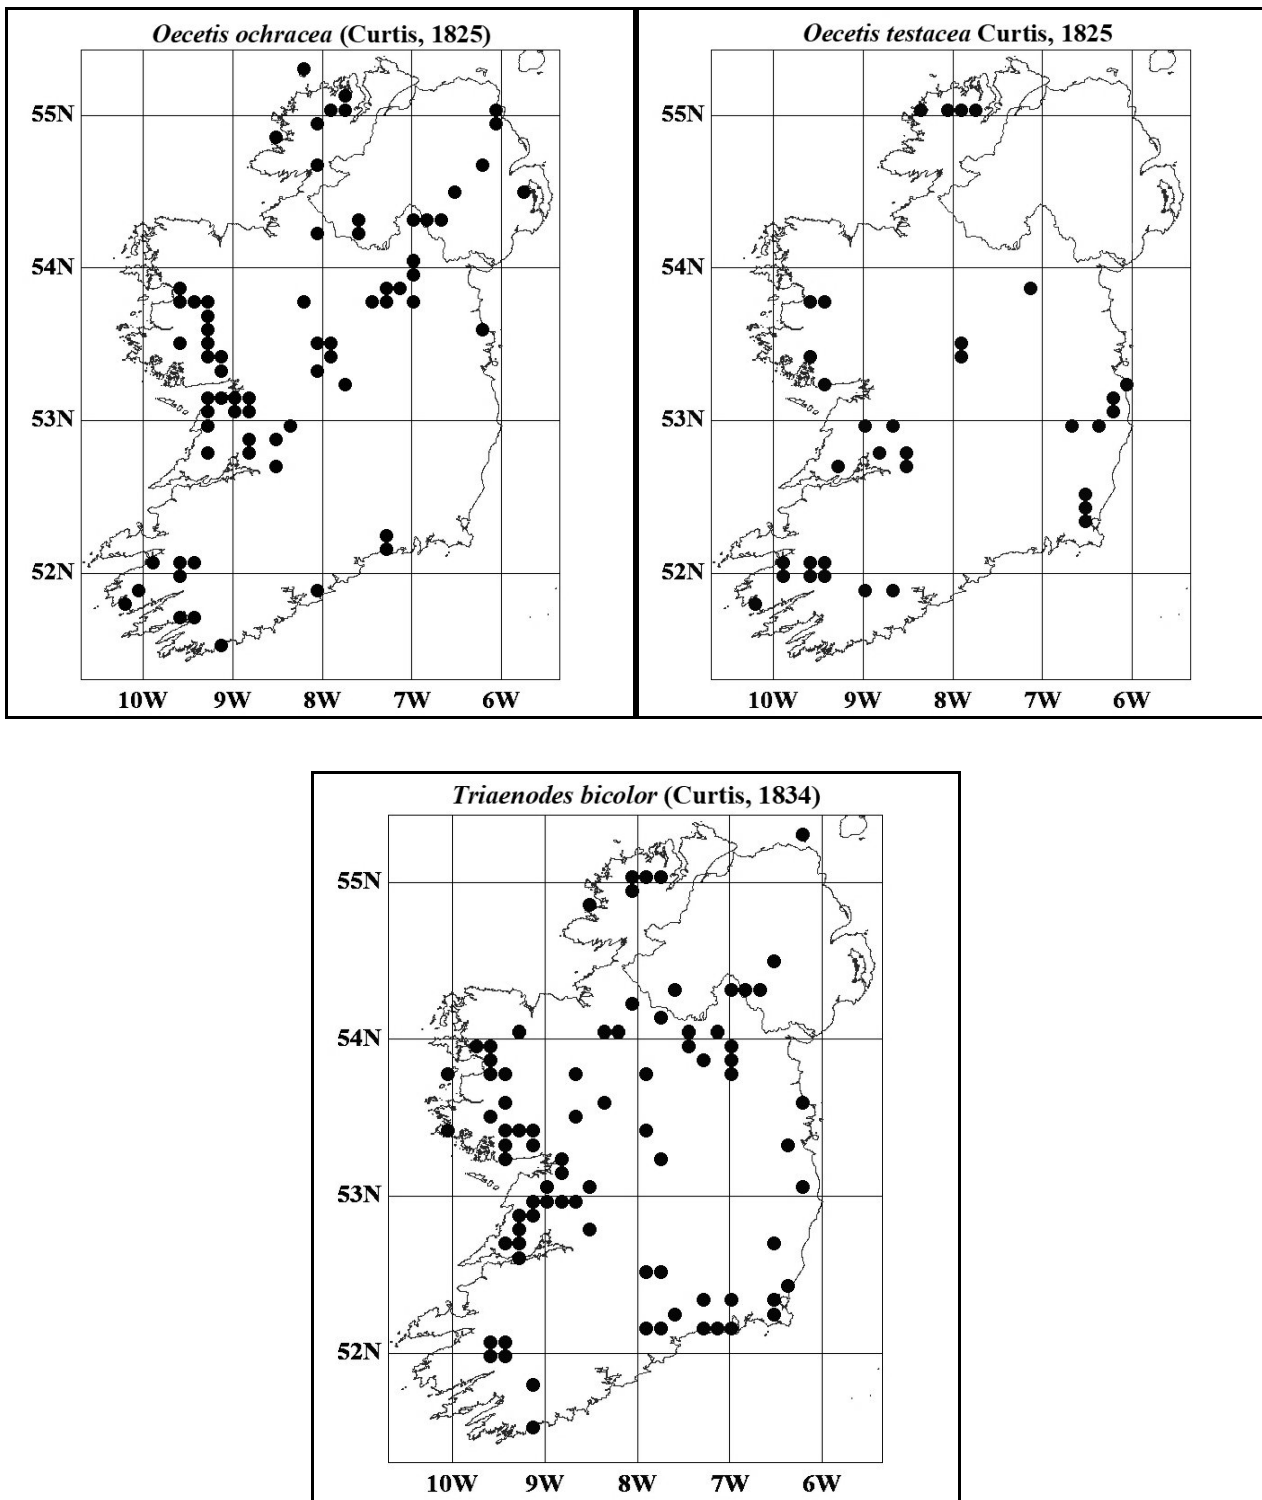 Oecetis ochracea (Curtis, 1825)
55N
54N
53N
52N
10W 9W 8W 7W 6W
Oecetis testacea Curtis, 1825
55N
54N
53N
52N
10W 9W 8W 7W 6W
Triaenodes bicolor (Curtis, 1834)
55N
54N
53N
52N
10W 9W 8W 7W 6W